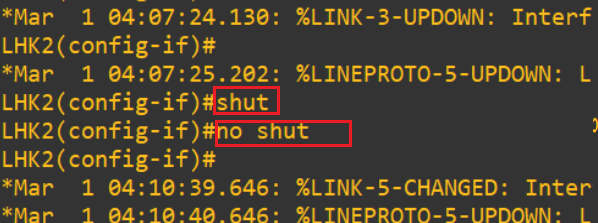 *Mar  1 04:07:24.130: %LINK-3-UPDOWN: Interf
LHK2(config-if)#
*Mar  1 04:07:25.202: %LINEPROTO-5-UPDOWN: L
LHK2(config-if)#shut
LHK2(config-if)#no shut
LHK2(config-if)#
*Mar  1 04:10:39.646: %LINK-5-CHANGED: Inter
*Mar  1 04:10:40.646: %LINEPROTO-5-UPDOWN: L